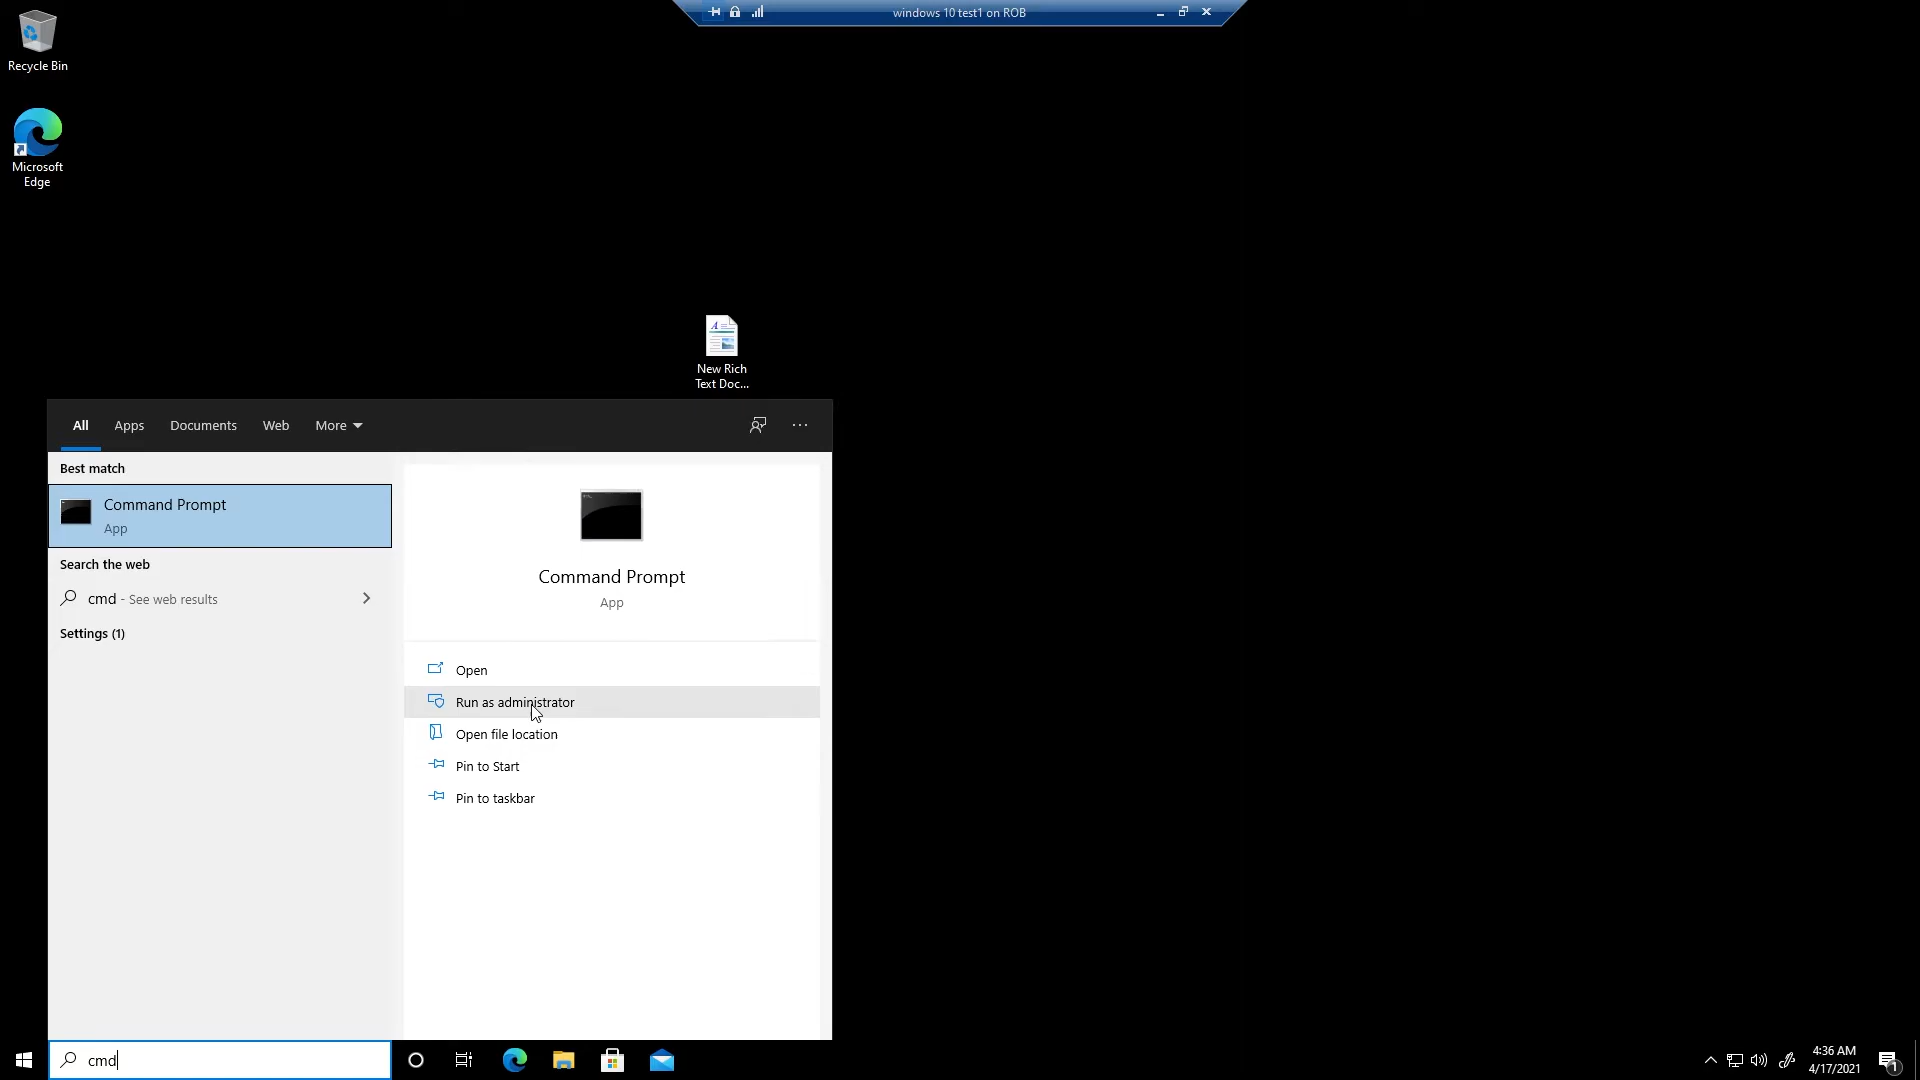 windows 10 test1 on ROB
Recycle Bin
Microsoft
Edge
New Rich
Text Doc...
All
Apps
Documents
Web
More
Best match
Command Prompt
App
Search the web
cmd - See web results
Settings (1)
Command Prompt
App
Open
Run as administrator
Open file location
Pin to Start
Pin to taskbar
cmd
4:36 AM
4/17/2021
1